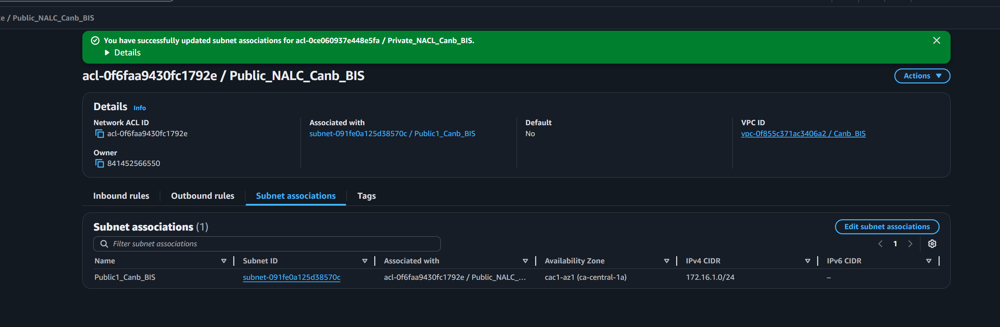 / Public_NALC_Canb_BIS
You have successfully updated subnet associations for acl-0ce060937e448e5fa / Private_NACL_Canb_BIS.
Details
acl-0f6faa9430fc1792e / Public_NALC_Canb_BIS
Actions
Details Info
Network ACL ID
acl-0f6faa9430fc1792e
Associated with
subnet-091fe0a125d38570c / Public1_Canb_BIS
Default
No
VPC ID
vpc-0f855c371ac3406a2 / Canb_BIS
Owner
841452566550
Inbound rules
Outbound rules
Subnet associations
Tags
Subnet associations (1)
Edit subnet associations
Filter subnet associations
1
Name Subnet ID Associated with Availability Zone IPv4 CIDR IPv6 CIDR
Public1_Canb_BIS subnet-091fe0a125d38570c acl-0f6faa9430fc1792e / Public_NALC_... cac1-az1 (ca-central-1a) 172.16.1.0/24 –